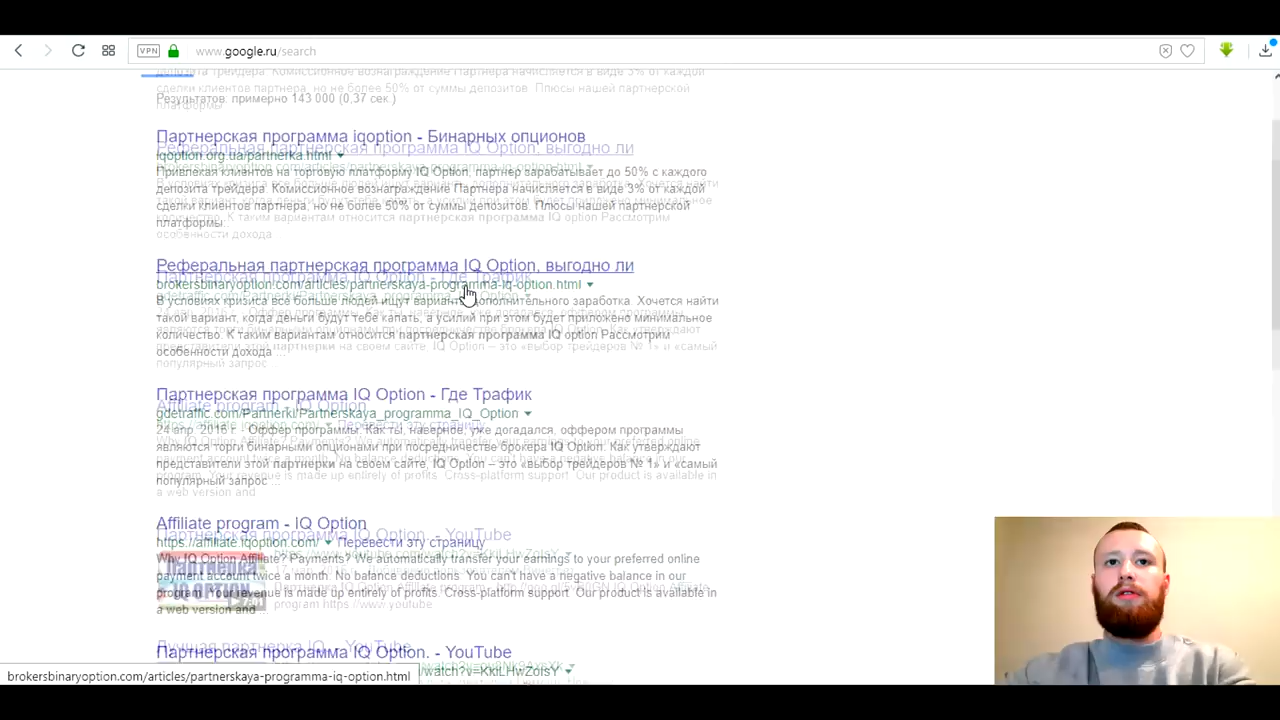 VPN www.google.ru/search
Результатов: примерно 143 000 (0,37 сек.)
Партнерская программа iqoption - Бинарных опционов
iqoption.org.ua/partnerka.html
Привлекая клиентов на торговую платформу IQ Option, партнер зарабатывает до 50% с каждого
депозита трейдера. Комиссионное вознаграждение Партнера начисляется в виде 3% от каждой
сделки клиентов партнера, но не более 50% от суммы депозитов. Плюсы нашей партнерской
платформы.
Реферальная партнерская программа IQ Option, выгодно ли
brokersbinaryoption.com/articles/partnerskaya-programma-iq-option.html
В условиях кризиса все больше людей ищут варианты дополнительного заработка. Хочется найти
такой вариант, когда деньги будут тебе капать, а усилий при этом будет приложено минимальное
количество. К таким вариантам относится партнерская программа IQ option Рассмотрим
особенности дохода ...
Партнерская программа IQ Option - Где Трафик
gdetraffic.com/Partnerki/Partnerskaya_programma_IQ_Option
24 апр. 2016 г. - Оффер программы. Как ты, наверное, уже догадался, оффером программы
являются торги бинарными опционами при посредничестве брокера IQ Option. Как утверждают
представители этой партнерки на своем сайте, IQ Option – это «выбор трейдеров № 1» и «самый
популярный запрос ...
Affiliate program - IQ Option
https://affiliate.iqoption.com/ Перевести эту страницу
Why IQ Option Affiliate? Payments? We automatically transfer your earnings to your preferred online
payment account twice a month. No balance deductions. You can't have a negative balance in our
program. Your revenue is made up entirely of profits. Cross-platform support. Our product is available in
a web version and ...
Партнерская программа IQ Option. - YouTube
/watch?v=KkiLHwZoisY
brokersbinaryoption.com/articles/partnerskaya-programma-iq-option.html